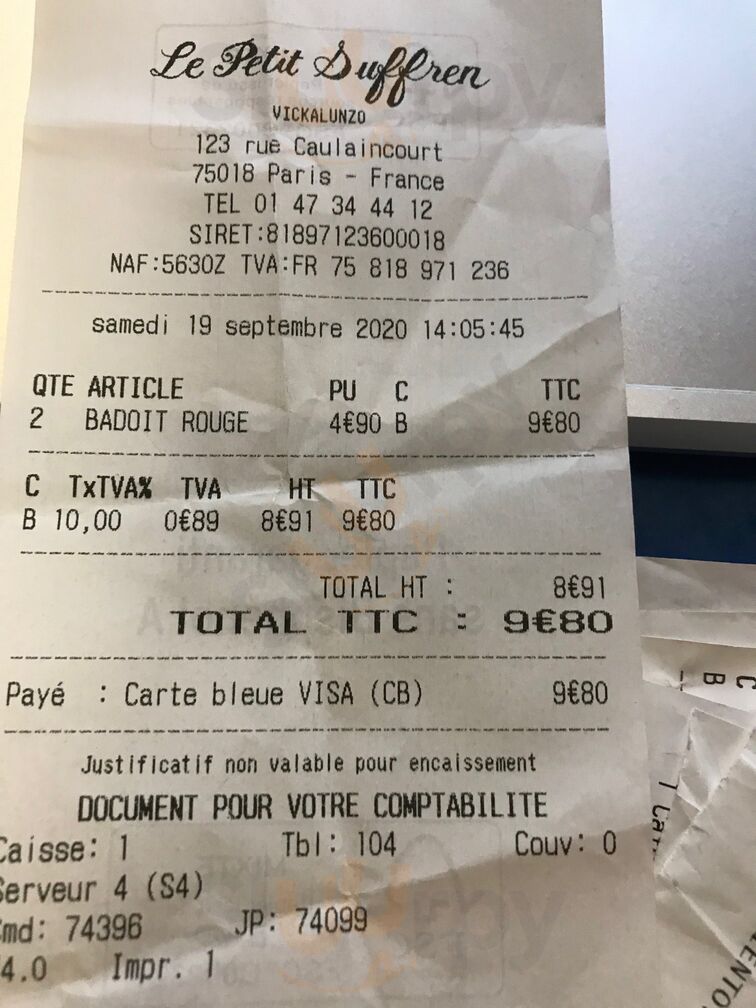 Le Petit Suffren
VICKALUNZO
123 rue Caulaincourt
75018 Paris - France
TEL 01 47 34 44 12
SIRET:81897123600018
NAF:5630Z TVA:FR 75 818 971 236
samedi 19 septembre 2020 14:05:45
QTE ARTICLE PU C TTC
2 BADOIT ROUGE 4€90 B 9€80
C TxTVA% TVA HT TTC
B 10,00 0€89 8€91 9€80
TOTAL HT : 8€91
TOTAL TTC : 9€80
Payé : Carte bleue VISA (CB) 9€80
Justificatif non valable pour encaissement
DOCUMENT POUR VOTRE COMPTABILITE
Caisse: 1 Tbl: 104 Couv: 0
Serveur 4 (S4)
Cmd: 74396 JP: 74099
4.0 Impr. 1
C
B